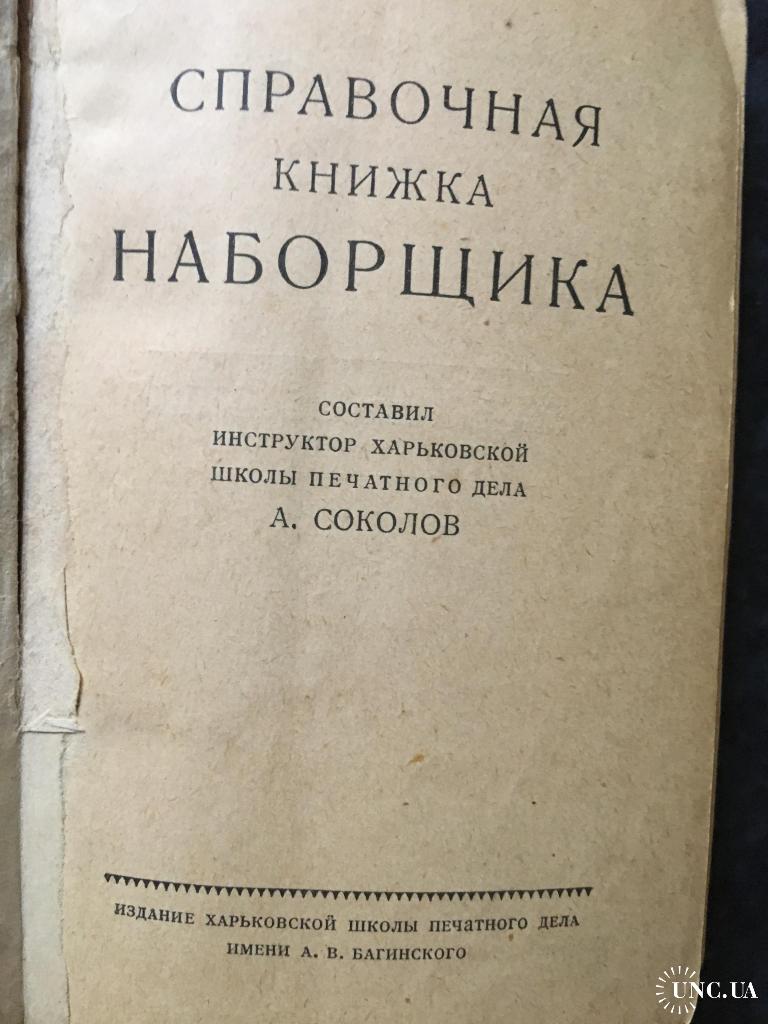 СПРАВОЧНАЯ
КНИЖКА
НАБОРЩИКА
СОСТАВИЛ
ИНСТРУКТОР ХАРЬКОВСКОЙ
ШКОЛЫ ПЕЧАТНОГО ДЕЛА
А. СОКОЛОВ
ИЗДАНИЕ ХАРЬКОВСКОЙ ШКОЛЫ ПЕЧАТНОГО ДЕЛА
ИМЕНИ А. В. БАГИНСКОГО
UNC.UA